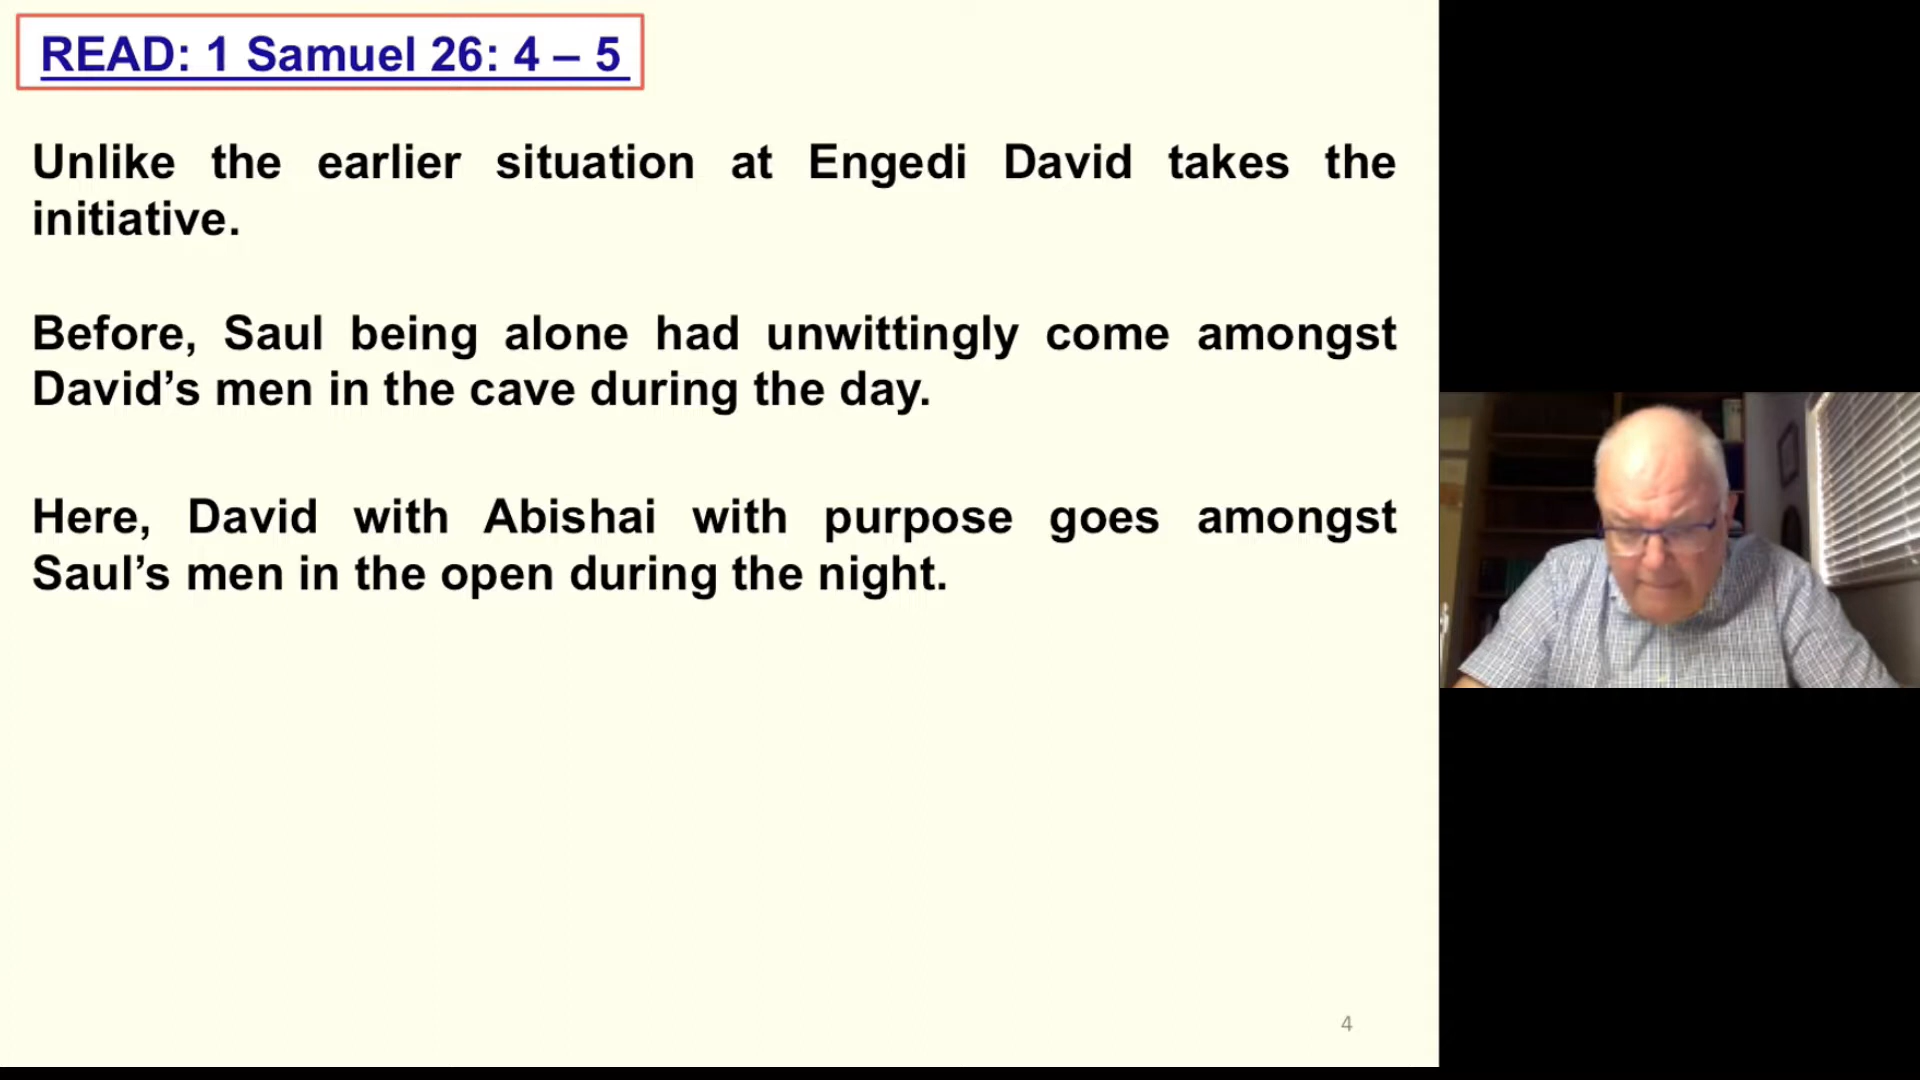 READ: 1 Samuel 26: 4 – 5
Unlike the earlier situation at Engedi David takes the
initiative.
Before, Saul being alone had unwittingly come amongst
David’s men in the cave during the day.
Here, David with Abishai with purpose goes amongst
Saul’s men in the open during the night.
4